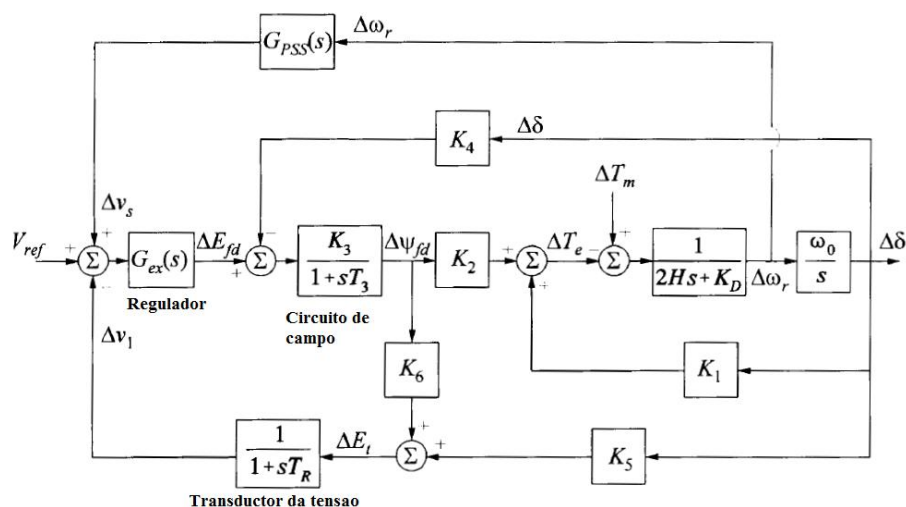 G_PSS(s)
Δω_r
K_4
Δδ
ΔT_m
Δv_s
V_ref
+
+
−
Σ
G_ex(s)
Regulador
ΔE_fd
−
+
Σ
K_3
1+sT_3
Circuito de
campo
Δψ_fd
K_2
+
+
Σ
ΔT_e
−
+
Σ
1
2Hs+K_D
Δω_r
ω_0
s
Δδ
Δv_1
K_1
K_6
+
+
Σ
K_5
ΔE_t
1
1+sT_R
Transductor da tensao